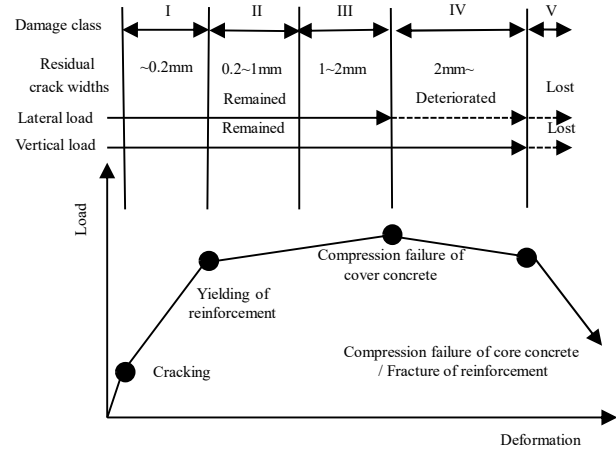 Damage class
I
II
III
IV
V
Residual
crack widths
~0.2mm
0.2~1mm
1~2mm
2mm~
Lateral load
Remained
Deteriorated
Lost
Vertical load
Remained
Lost
Load
Compression failure of
cover concrete
Yielding of
reinforcement
Cracking
Compression failure of core concrete
/ Fracture of reinforcement
Deformation